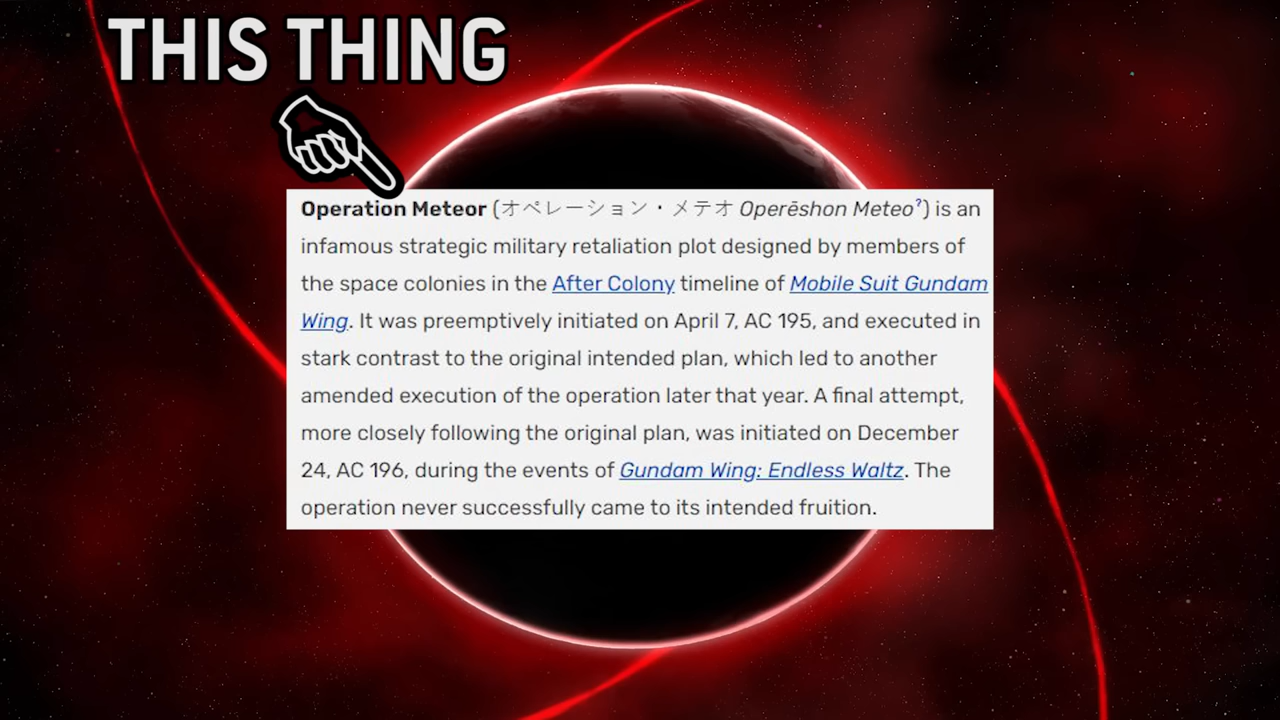 THIS THING
Operation Meteor (オペレーション・メテオ Operēshon Meteo?) is an
infamous strategic military retaliation plot designed by members of
the space colonies in the After Colony timeline of Mobile Suit Gundam
Wing. It was preemptively initiated on April 7, AC 195, and executed in
stark contrast to the original intended plan, which led to another
amended execution of the operation later that year. A final attempt,
more closely following the original plan, was initiated on December
24, AC 196, during the events of Gundam Wing: Endless Waltz. The
operation never successfully came to its intended fruition.